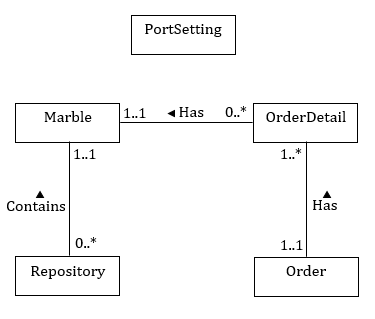 PortSetting
Marble
1..1
◄ Has
0..*
OrderDetail
1..1
1..*
▲
Contains
▲
Has
0..*
1..1
Repository
Order